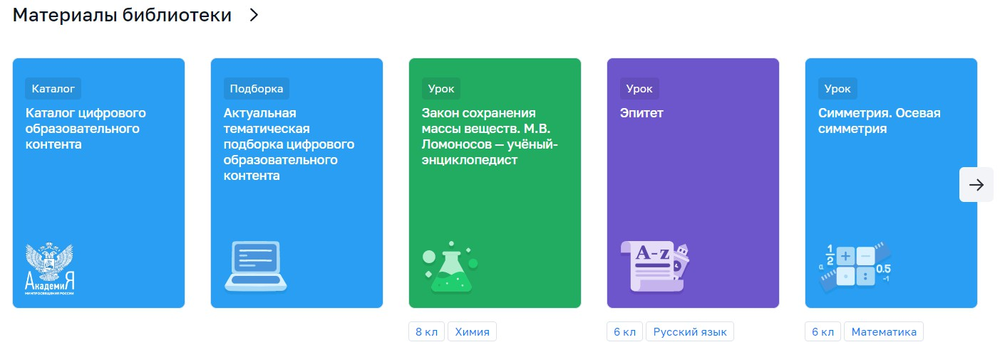 Материалы библиотеки
Каталог
Каталог цифрового
образовательного
контента
АкадемиЯ
МИНПРОСВЕЩЕНИЯ РОССИИ
Подборка
Актуальная
тематическая
подборка цифрового
образовательного
контента
Урок
Закон сохранения
массы веществ. М.В.
Ломоносов — учёный-
энциклопедист
8 кл
Химия
Урок
Эпитет
A-z
6 кл
Русский язык
Урок
Симметрия. Осевая
симметрия
1
2
+
−
α
0.5
-1
6 кл
Математика